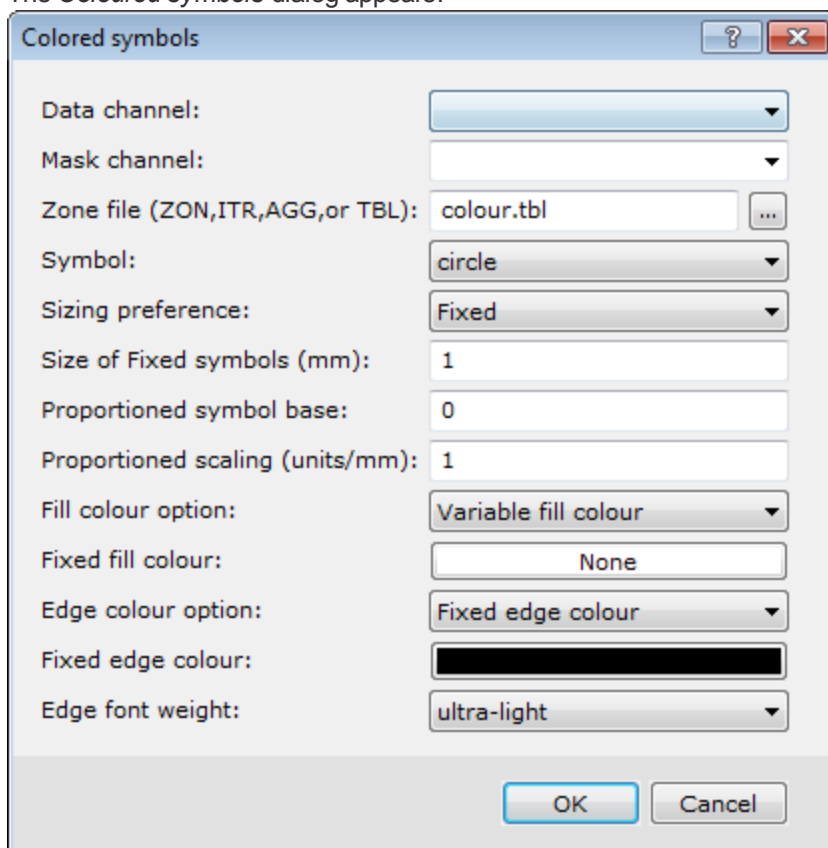 The Coloured symbols dialog appears:
Colored symbols
Data channel:
Mask channel:
Zone file (ZON,ITR,AGG,or TBL): colour.tbl ...
Symbol: circle
Sizing preference: Fixed
Size of Fixed symbols (mm): 1
Proportioned symbol base: 0
Proportioned scaling (units/mm): 1
Fill colour option: Variable fill colour
Fixed fill colour: None
Edge colour option: Fixed edge colour
Fixed edge colour:
Edge font weight: ultra-light
OK Cancel